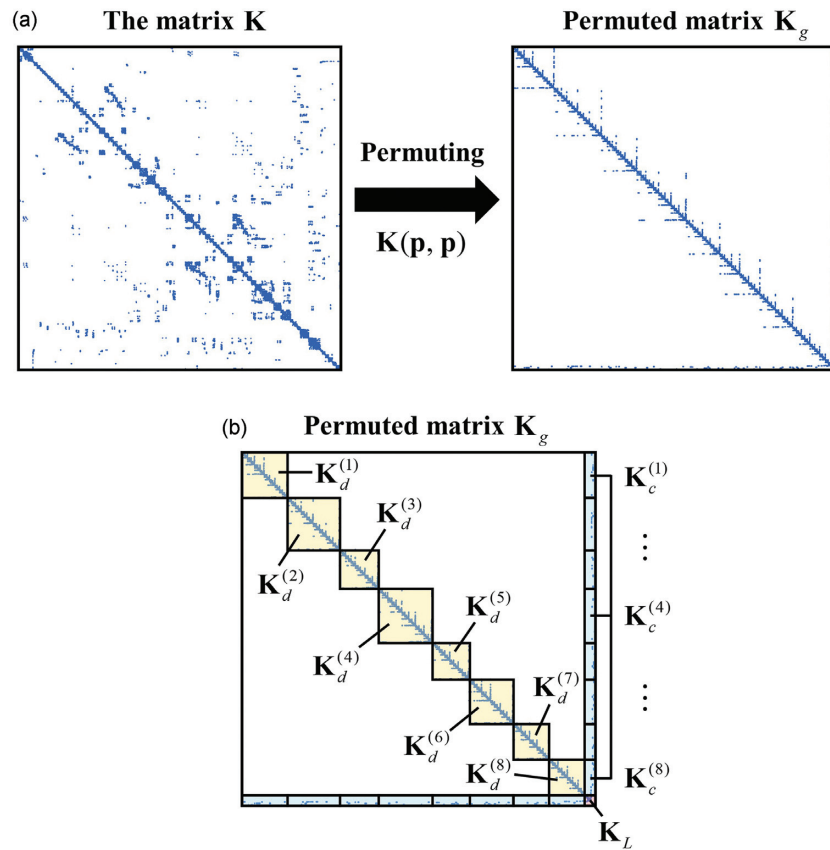 (a)
The matrix K
Permuted matrix K_g
Permuting
K(p, p)
(b)
Permuted matrix K_g
K_d^(1)
K_c^(1)
K_d^(3)
⋮
K_d^(2)
K_d^(5)
K_c^(4)
K_d^(4)
K_d^(7)
⋮
K_d^(6)
K_d^(8)
K_c^(8)
K_L